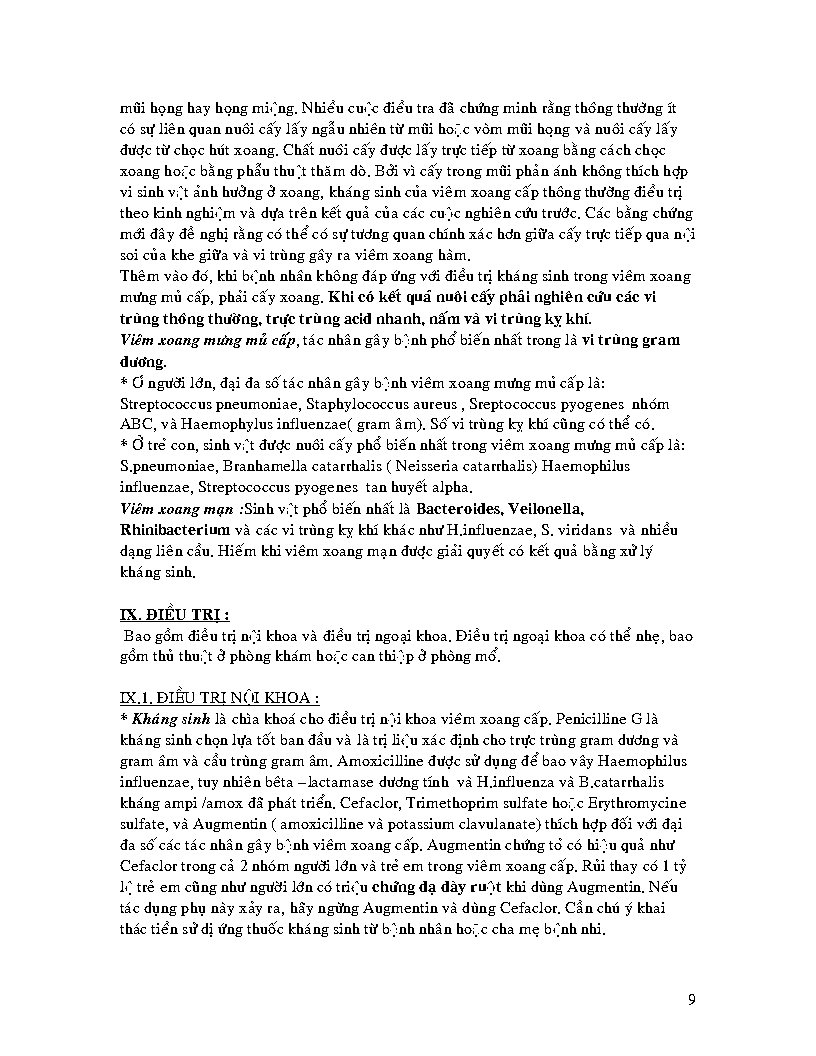 mũi họng hay họng miệng. Nhiều cuộc điều tra đã chứng minh rằng thông thường ít
có sự liên quan nuôi cấy lấy ngẫu nhiên từ mũi hoặc vòm mũi họng và nuôi cấy lấy
được từ chọc hút xoang. Chất nuôi cấy được lấy trực tiếp từ xoang bằng cách chọc
xoang hoặc bằng phẫu thuật thăm dò. Bởi vì cấy trong mũi phản ánh không thích hợp
vi sinh vật ảnh hưởng ở xoang, kháng sinh của viêm xoang cấp thông thường điều trị
theo kinh nghiệm và dựa trên kết quả của các cuộc nghiên cứu trước. Các bằng chứng
mới đây đề nghị rằng có thể có sự tương quan chính xác hơn giữa cấy trực tiếp qua nội
soi của khe giữa và vi trùng gây ra viêm xoang hàm.
Thêm vào đó, khi bệnh nhân không đáp ứng với điều trị kháng sinh trong viêm xoang
mưng mủ cấp, phải cấy xoang. Khi có kết quả nuôi cấy phải nghiên cứu các vi
trùng thông thường, trực trùng acid nhanh, nấm và vi trùng kỵ khí.
Viêm xoang mưng mủ cấp, tác nhân gây bệnh phổ biến nhất trong là vi trùng gram
dương.
* Ở người lớn, đại đa số tác nhân gây bệnh viêm xoang mưng mủ cấp là:
Streptococcus pneumoniae, Staphylococcus aureus , Sreptococcus pyogenes nhóm
ABC, và Haemophylus influenzae( gram âm). Số vi trùng kỵ khí cũng có thể có.
* Ở trẻ con, sinh vật được nuôi cấy phổ biến nhất trong viêm xoang mưng mủ cấp là:
S.pneumoniae, Branhamella catarrhalis ( Neisseria catarrhalis) Haemophilus
influenzae, Streptococcus pyogenes tan huyết alpha.
Viêm xoang mạn :Sinh vật phổ biến nhất là Bacteroides, Veilonella,
Rhinibacterium và các vi trùng kỵ khí khác như H.influenzae, S. viridans và nhiều
dạng liên cầu. Hiếm khi viêm xoang mạn được giải quyết có kết quả bằng xử lý
kháng sinh.
IX. ĐIỀU TRỊ :
Bao gồm điều trị nội khoa và điều trị ngoại khoa. Điều trị ngoại khoa có thể nhẹ, bao
gồm thủ thuật ở phòng khám hoặc can thiệp ở phòng mổ.
IX.1. ĐIỀU TRỊ NỘI KHOA :
* Kháng sinh là chìa khoá cho điều trị nội khoa viêm xoang cấp. Penicilline G là
kháng sinh chọn lựa tốt ban đầu và là trị liệu xác định cho trực trùng gram dương và
gram âm và cầu trùng gram âm. Amoxicilline được sử dụng để bao vây Haemophilus
influenzae, tuy nhiên bêta –lactamase dương tính và H.influenza và B.catarrhalis
kháng ampi /amox đã phát triển. Cefaclor, Trimethoprim sulfate hoặc Erythromycine
sulfate, và Augmentin ( amoxicilline và potassium clavulanate) thích hợp đối với đại
đa số các tác nhân gây bệnh viêm xoang cấp. Augmentin chứng tỏ có hiệu quả như
Cefaclor trong cả 2 nhóm người lớn và trẻ em trong viêm xoang cấp. Rủi thay có 1 tỷ
lệ trẻ em cũng như người lớn có triệu chứng dạ dày ruột khi dùng Augmentin. Nếu
tác dụng phụ này xảy ra, hãy ngừng Augmentin và dùng Cefaclor. Cần chú ý khai
thác tiền sử dị ứng thuốc kháng sinh từ bệnh nhân hoặc cha mẹ bệnh nhi.
9